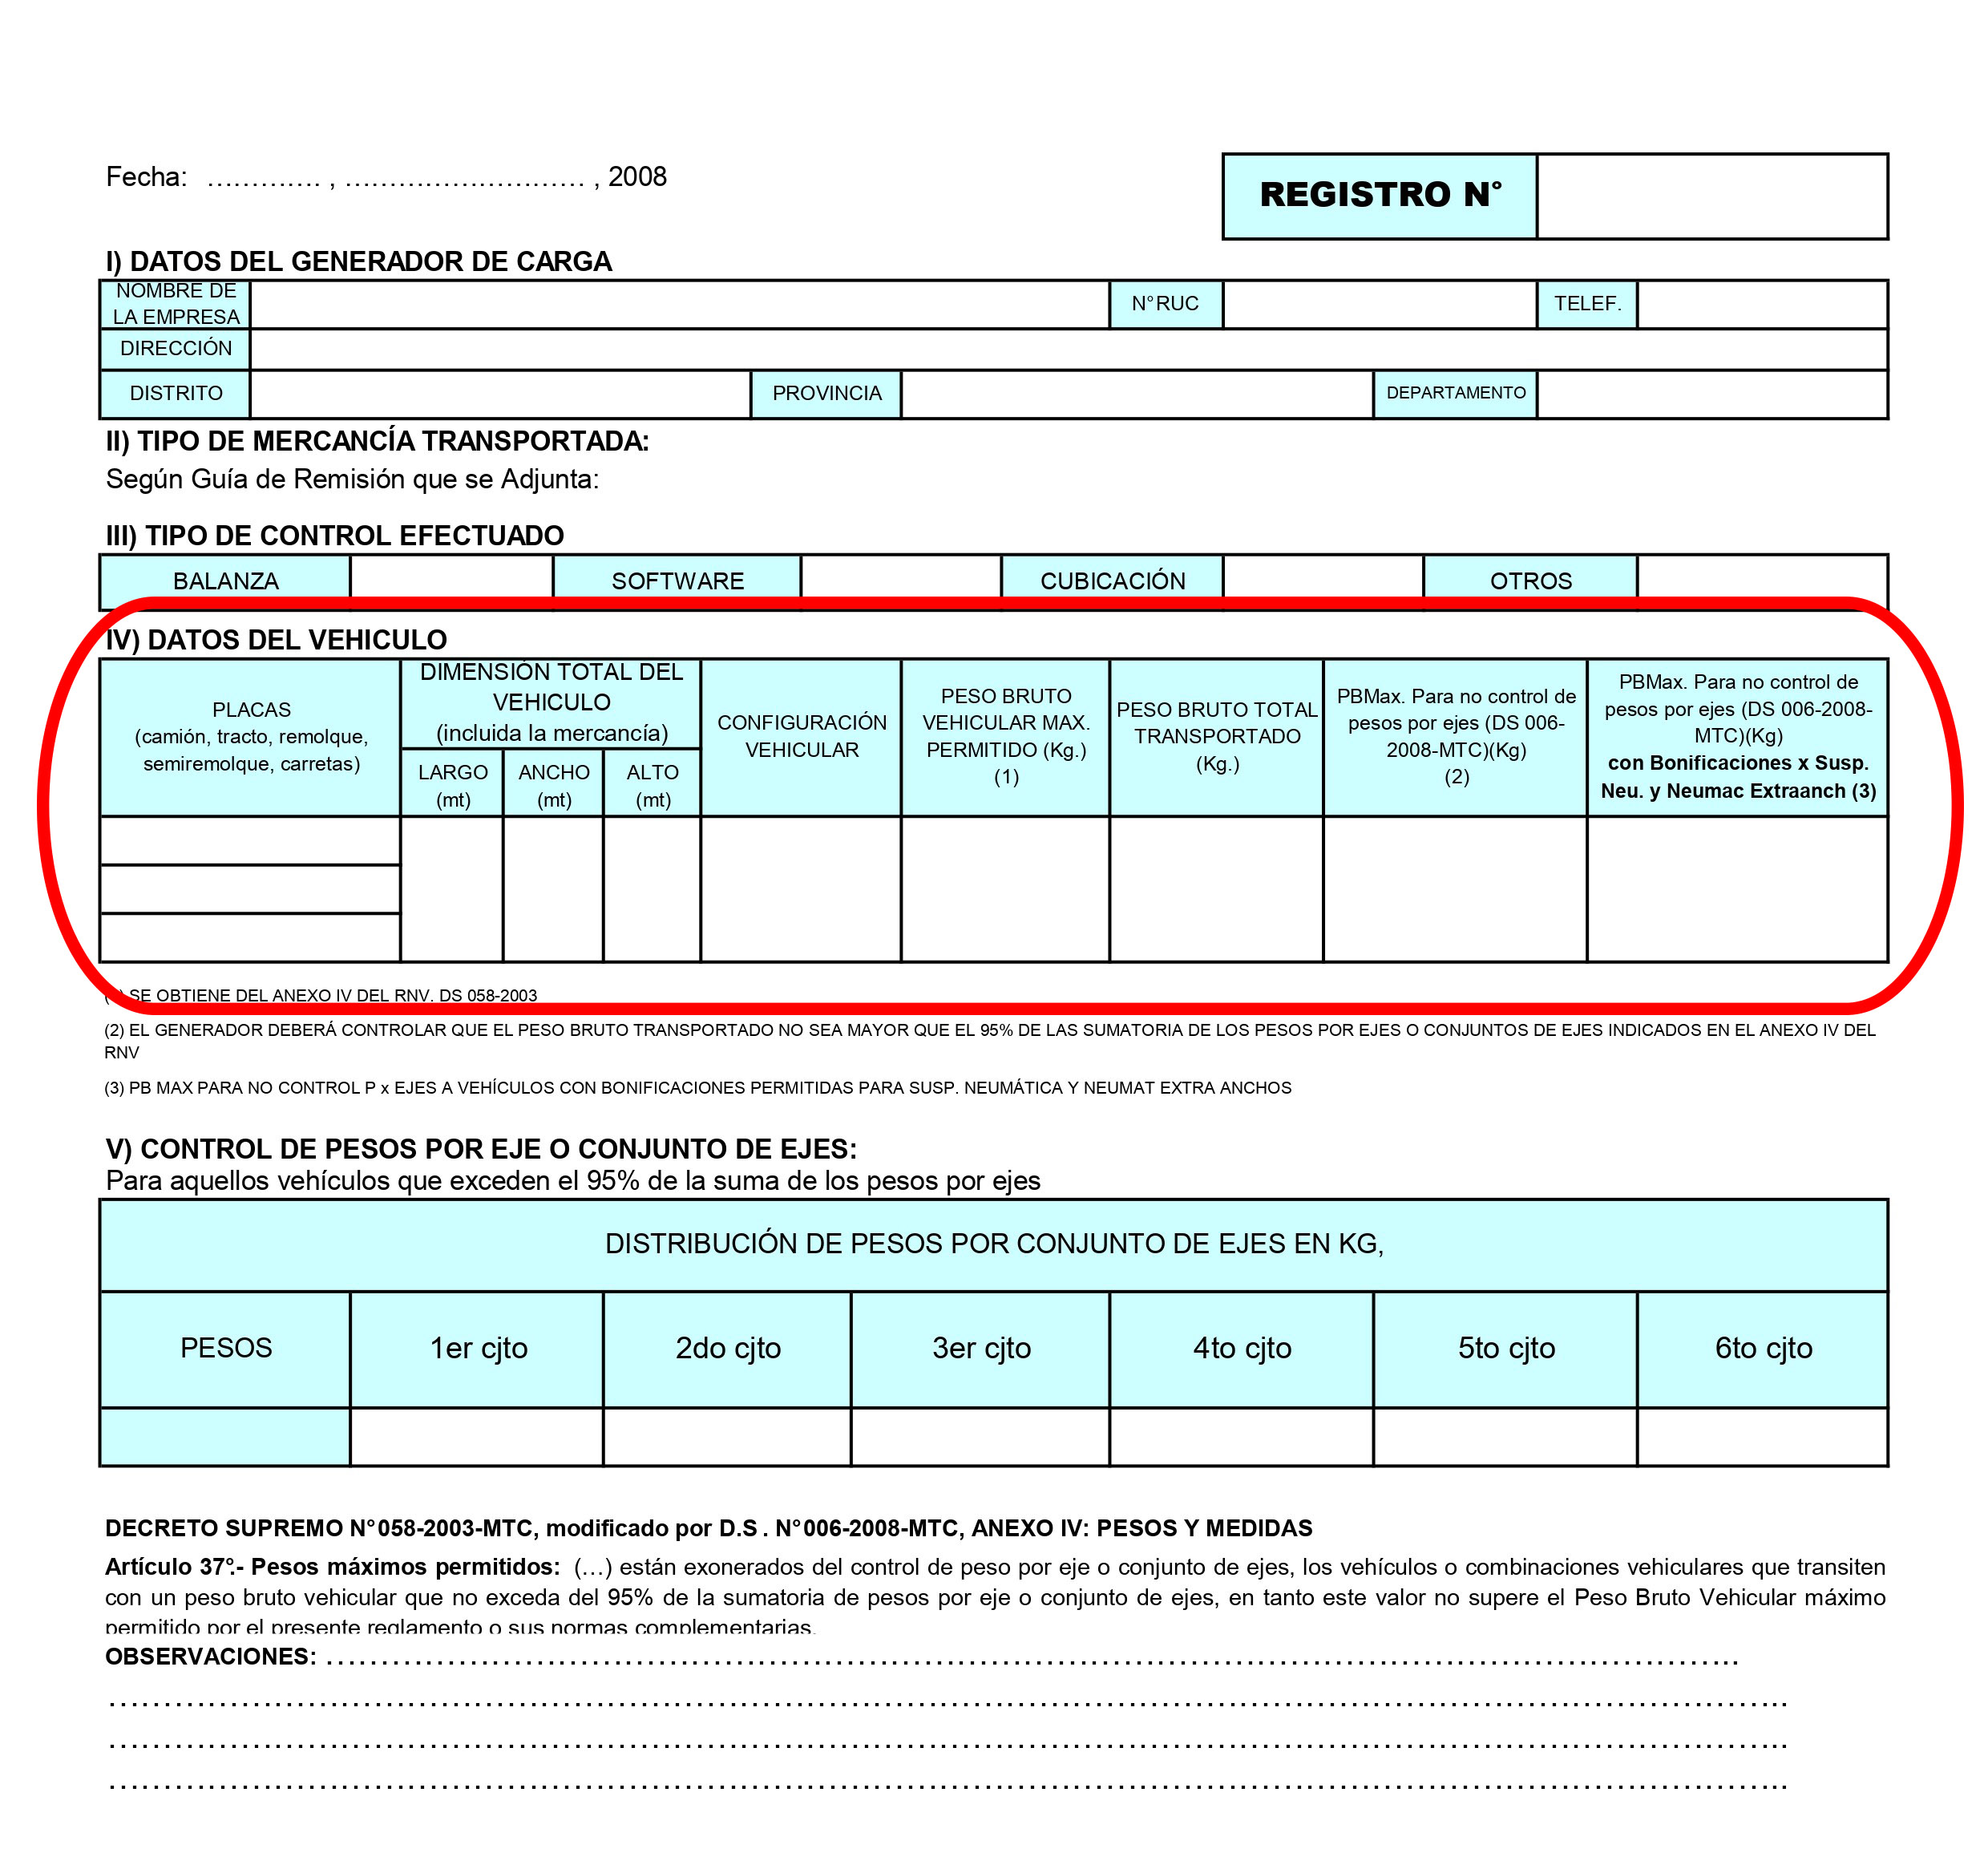 Fecha: …………. , ……………………… , 2008
REGISTRO N°
I) DATOS DEL GENERADOR DE CARGA
NOMBRE DE
LA EMPRESA
N°RUC
TELEF.
DIRECCIÓN
DISTRITO
PROVINCIA
DEPARTAMENTO
II) TIPO DE MERCANCÍA TRANSPORTADA:
Según Guía de Remisión que se Adjunta:
III) TIPO DE CONTROL EFECTUADO
BALANZA
SOFTWARE
CUBICACIÓN
OTROS
IV) DATOS DEL VEHICULO
PLACAS
(camión, tracto, remolque,
semiremolque, carretas)
DIMENSIÓN TOTAL DEL
VEHICULO
(incluida la mercancía)
LARGO
(mt)
ANCHO
(mt)
ALTO
(mt)
CONFIGURACIÓN
VEHICULAR
PESO BRUTO
VEHICULAR MAX.
PERMITIDO (Kg.)
(1)
PESO BRUTO TOTAL
TRANSPORTADO
(Kg.)
PBMax. Para no control de
pesos por ejes (DS 006-
2008-MTC)(Kg)
(2)
PBMax. Para no control de
pesos por ejes (DS 006-2008-
MTC)(Kg)
con Bonificaciones x Susp.
Neu. y Neumac Extraanch (3)
(1) SE OBTIENE DEL ANEXO IV DEL RNV. DS 058-2003
(2) EL GENERADOR DEBERÁ CONTROLAR QUE EL PESO BRUTO TRANSPORTADO NO SEA MAYOR QUE EL 95% DE LAS SUMATORIA DE LOS PESOS POR EJES O CONJUNTOS DE EJES INDICADOS EN EL ANEXO IV DEL
RNV
(3) PB MAX PARA NO CONTROL P x EJES A VEHÍCULOS CON BONIFICACIONES PERMITIDAS PARA SUSP. NEUMÁTICA Y NEUMAT EXTRA ANCHOS
V) CONTROL DE PESOS POR EJE O CONJUNTO DE EJES:
Para aquellos vehículos que exceden el 95% de la suma de los pesos por ejes
DISTRIBUCIÓN DE PESOS POR CONJUNTO DE EJES EN KG,
PESOS
1er cjto
2do cjto
3er cjto
4to cjto
5to cjto
6to cjto
DECRETO SUPREMO N°058-2003-MTC, modificado por D.S . N°006-2008-MTC, ANEXO IV: PESOS Y MEDIDAS
Artículo 37°.- Pesos máximos permitidos: (…) están exonerados del control de peso por eje o conjunto de ejes, los vehículos o combinaciones vehiculares que transiten
con un peso bruto vehicular que no exceda del 95% de la sumatoria de pesos por eje o conjunto de ejes, en tanto este valor no supere el Peso Bruto Vehicular máximo
permitido por el presente reglamento o sus normas complementarias.
OBSERVACIONES: ……………………………………………………………………………………………………………..